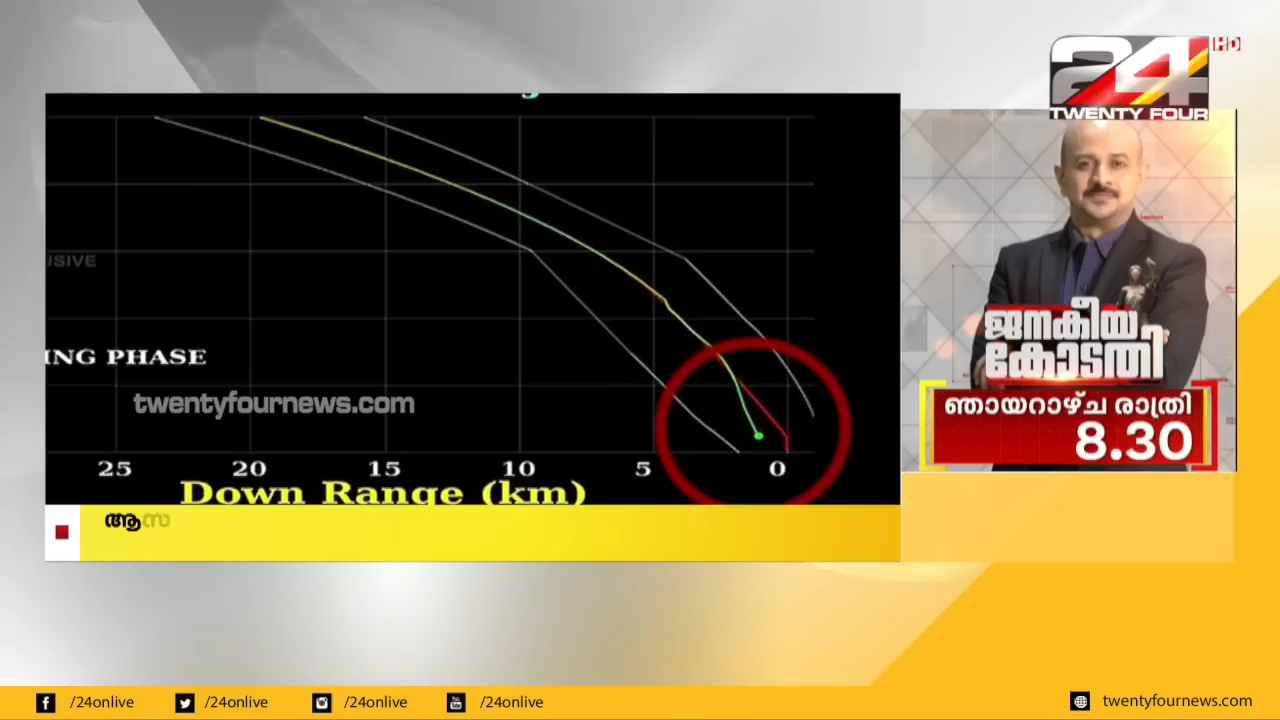 24 HD
TWENTY FOUR
USIVE
ING PHASE
twentyfournews.com
25 20 15 10 5 0
Down Range (km)
ജനകീയ
കോടതി
ഞായറാഴ്ച രാത്രി
8.30
ആസ
/24onlive /24onlive /24onlive /24onlive twentyfournews.com